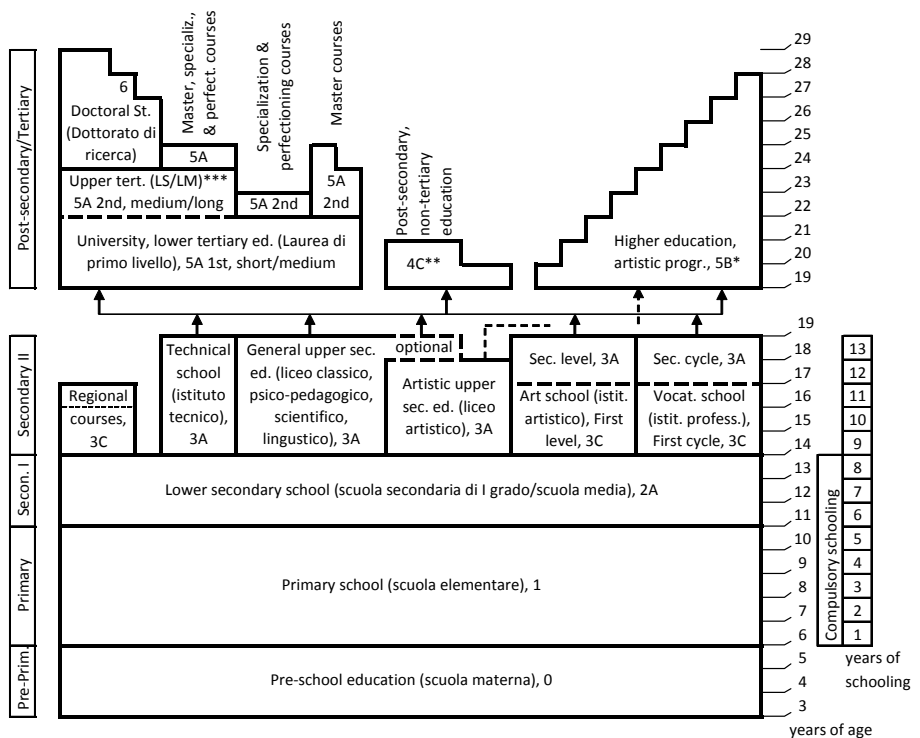 Post-secondary/Tertiary
6
Doctoral St.
(Dottorato di
ricerca)
Master, specializ.,
& perfect. courses
5A
Specialization &
perfectioning courses
Master courses
Upper tert. (LS/LM)***
5A 2nd, medium/long
5A 2nd
5A
2nd
University, lower tertiary ed. (Laurea di
primo livello), 5A 1st, short/medium
Post-secondary,
non-tertiary
education
4C**
Higher education,
artistic progr., 5B*
29
28
27
26
25
24
23
22
21
20
19
Secondary II
Regional
courses,
3C
Technical
school
(istituto
tecnico),
3A
General upper sec.
ed. (liceo classico,
psico-pedagogico,
scientifico,
lingustico), 3A
optional
Artistic upper
sec. ed. (liceo
artistico), 3A
Sec. level, 3A
Art school (istit.
artistico), First
level, 3C
Sec. cycle, 3A
Vocat. school
(istit. profess.),
First cycle, 3C
19
18
17
16
15
14
13
12
11
10
9
Secon. I
Lower secondary school (scuola secondaria di I grado/scuola media), 2A
13
12
11
Primary
Primary school (scuola elementare), 1
10
9
8
7
6
Compulsory schooling
8
7
6
5
4
3
2
1
Pre-Prim.
Pre-school education (scuola materna), 0
5
4
3
years of
schooling
years of age